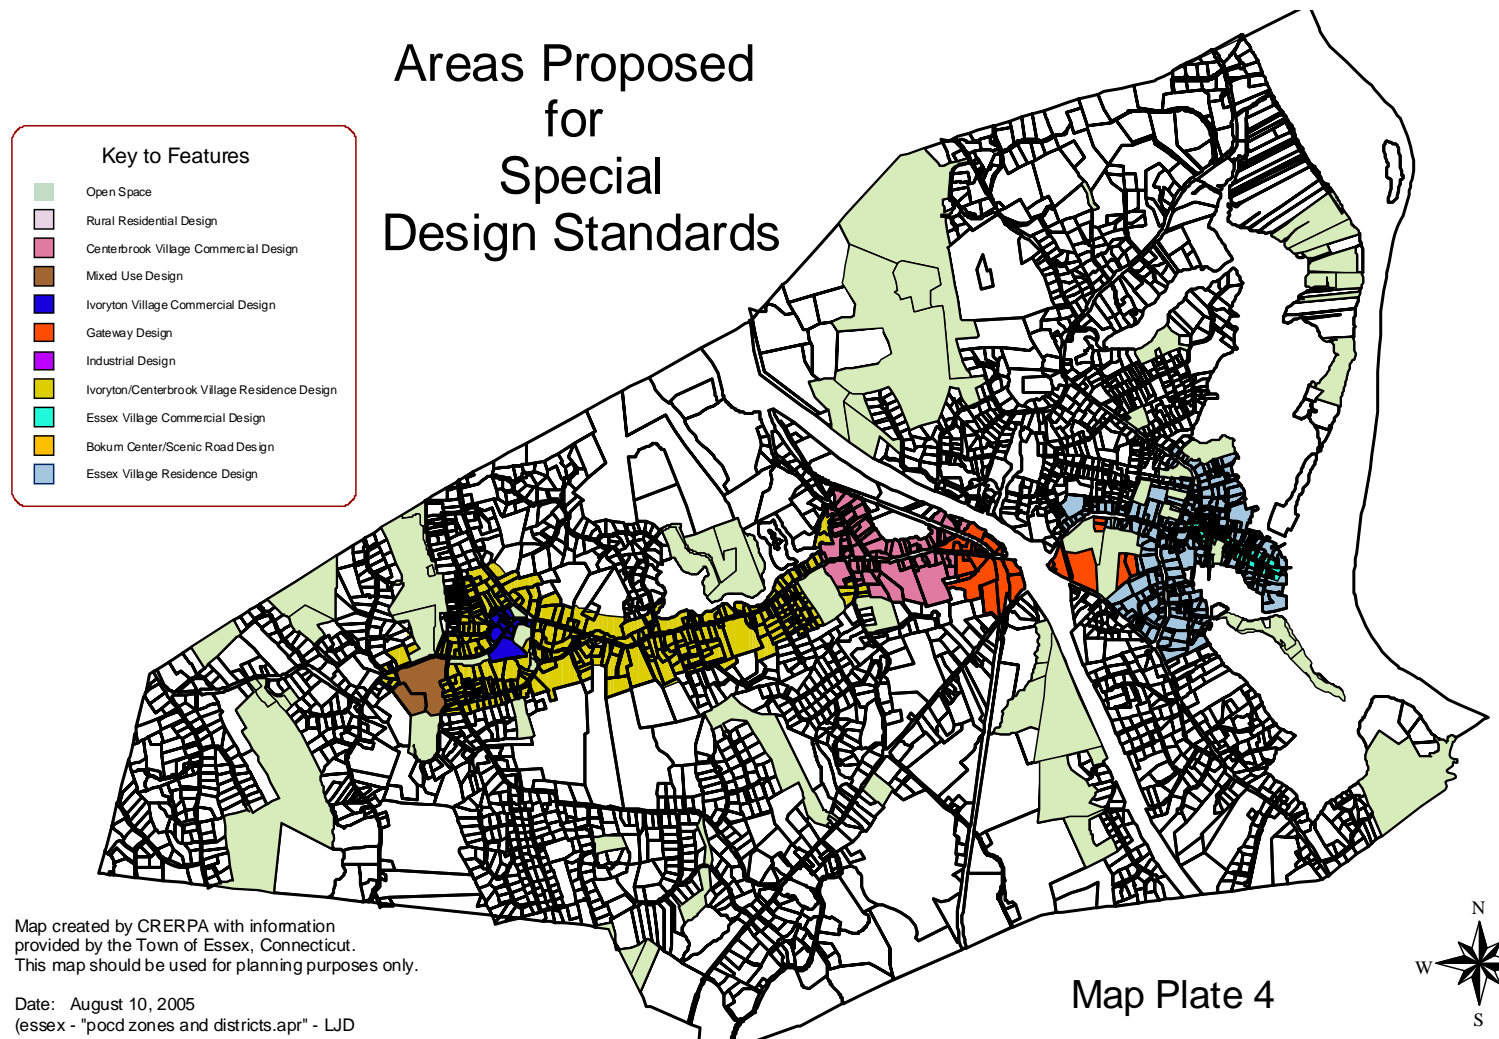 Areas Proposed
for
Special
Design Standards
Key to Features
Open Space
Rural Residential Design
Centerbrook Village Commercial Design
Mixed Use Design
Ivoryton Village Commercial Design
Gateway Design
Industrial Design
Ivoryton/Centerbrook Village Residence Design
Essex Village Commercial Design
Bokum Center/Scenic Road Design
Essex Village Residence Design
Map created by CRERPA with information
provided by the Town of Essex, Connecticut.
This map should be used for planning purposes only.
Date: August 10, 2005
(essex - "pocd zones and districts.apr" - LJD
Map Plate 4
N
W
S